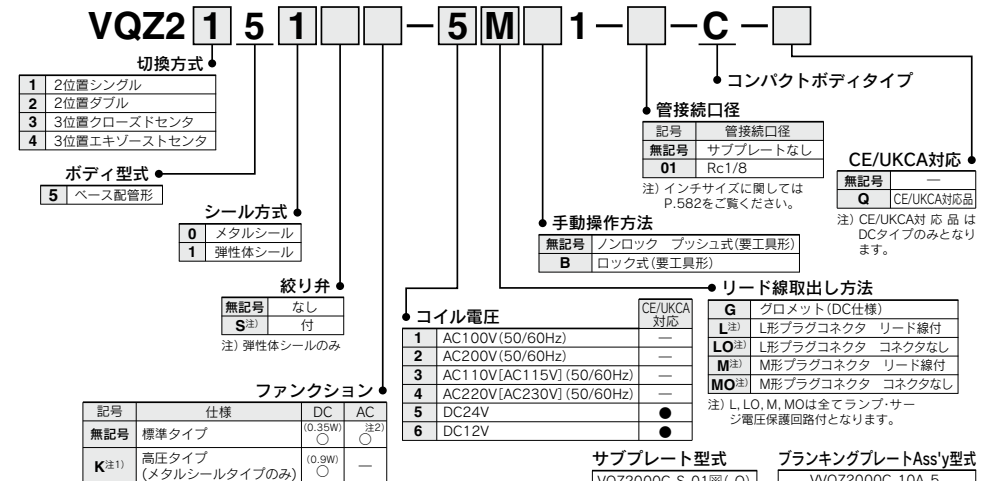 VQZ2 1 5 1 □ □ — 5 M □ 1 — □ — C — □
切換方式
1 2位置シングル
2 2位置ダブル
3 3位置クローズドセンタ
4 3位置エキゾーストセンタ
ボディ型式
5 ベース配管形
シール方式
0 メタルシール
1 弾性体シール
絞り弁
無記号 なし
S注) 付
注) 弾性体シールのみ
ファンクション
記号 仕様 DC AC
無記号 標準タイプ (0.35W) ○ 注2) ○
K注1) 高圧タイプ (メタルシールタイプのみ) (0.9W) ○ —
コイル電圧 CE/UKCA対応
1 AC100V(50/60Hz) —
2 AC200V(50/60Hz) —
3 AC110V[AC115V](50/60Hz) —
4 AC220V[AC230V](50/60Hz) —
5 DC24V ●
6 DC12V ●
コンパクトボディタイプ
管接続口径
記号 管接続口径
無記号 サブプレートなし
01 Rc1/8
注) インチサイズに関しては
P.582をご覧ください。
手動操作方法
無記号 ノンロック プッシュ式(要工具形)
B ロック式(要工具形)
CE/UKCA対応
無記号 —
Q CE/UKCA対応品
注) CE/UKCA対応品は
DCタイプのみとなり
ます。
リード線取出し方法
G グロメット(DC仕様)
L注) L形プラグコネクタ リード線付
LO注) L形プラグコネクタ コネクタなし
M注) M形プラグコネクタ リード線付
MO注) M形プラグコネクタ コネクタなし
注) L, LO, M, MOは全てランプ・サー
ジ電圧保護回路付となります。
サブプレート型式
ブランキングプレートAss'y型式